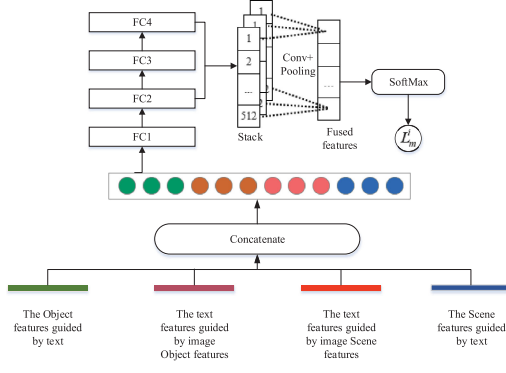 FC4
FC3
FC2
FC1
1
1
1
2
...
2
512
Stack
Conv+
Pooling
...
Fused
features
SoftMax
L_m^j
Concatenate
The Object
features guided
by text
The text
features guided
by image
Object features
The text
features guided
by image Scene
features
The Scene
features guided
by text